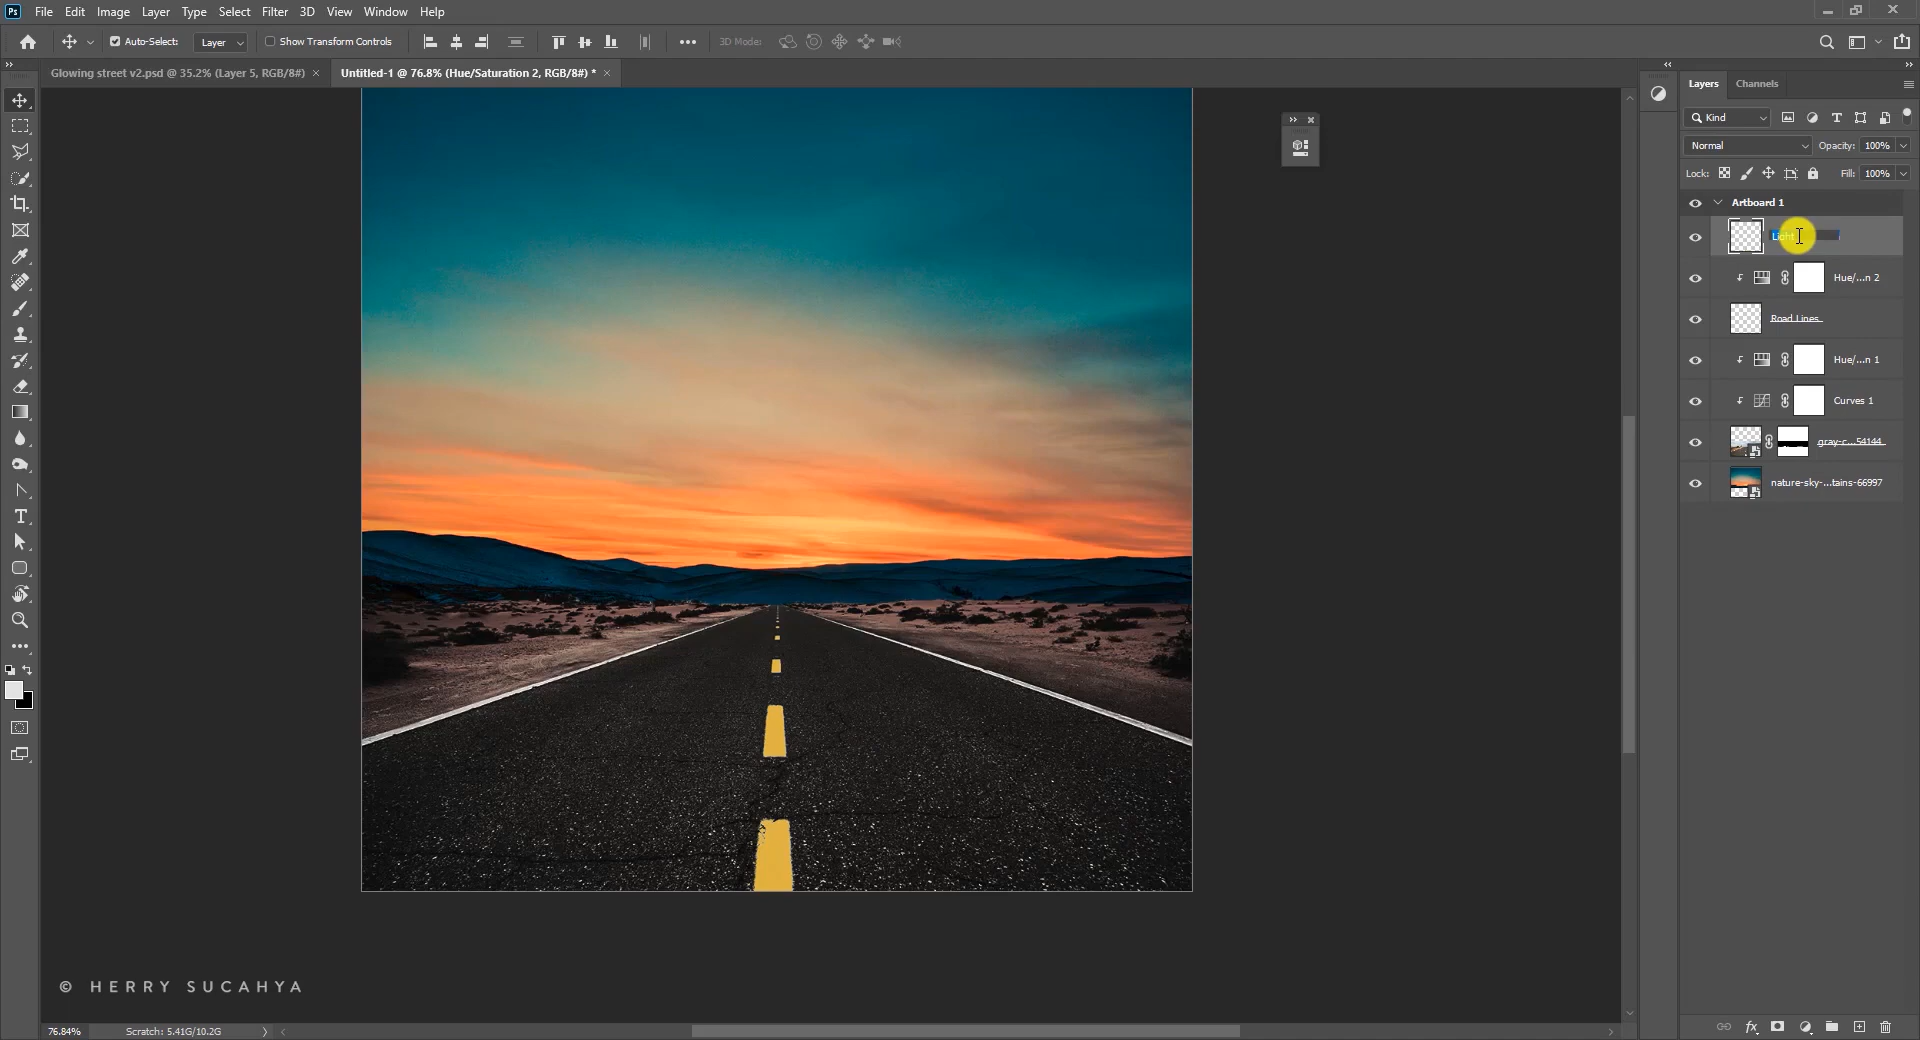 Ps File Edit Image Layer Type Select Filter 3D View Window Help
Auto-Select: Layer Show Transform Controls 3D Mode:
Glowing street v2.psd @ 35.2% (Layer 5, RGB/8#) × Untitled-1 @ 76.8% (Hue/Saturation 2, RGB/8#) * ×
Layers Channels
Kind
Normal Opacity: 100%
Lock: Fill: 100%
Artboard 1
Light
Hue/...n 2
Road Lines
Hue/...n 1
Curves 1
gray-c...54144
nature-sky-...tains-66997
© HERRY SUCAHYA
76.84% Scratch: 5.41G/10.2G
fx